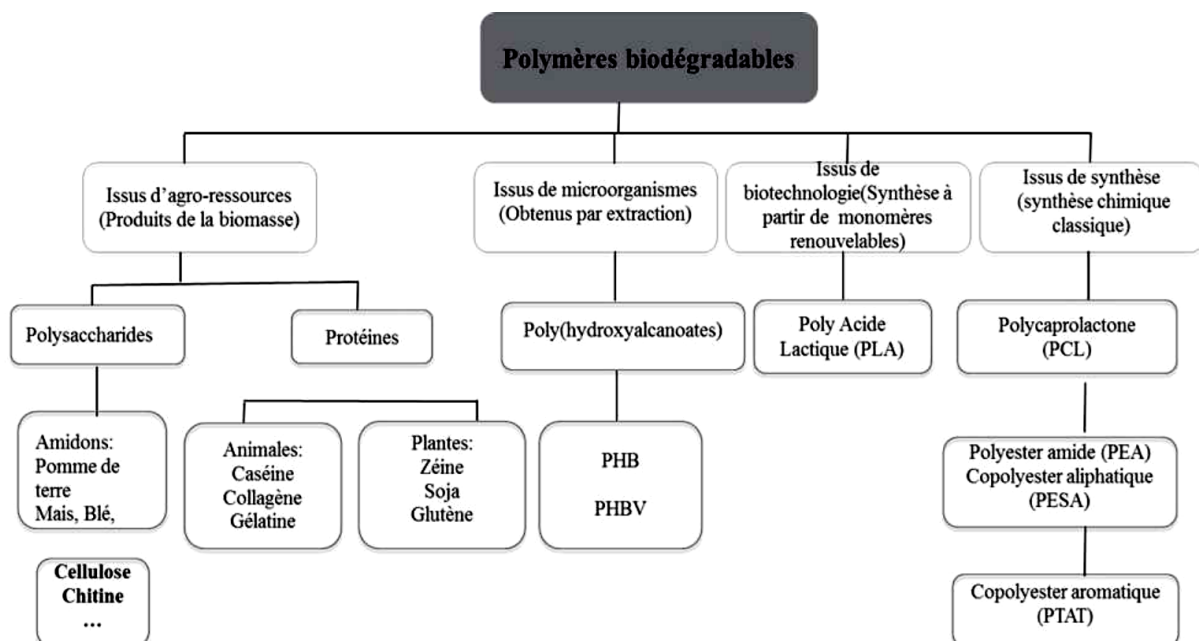 Polymères biodégradables
Issus d'agro-ressources
(Produits de la biomasse)
Issus de microorganismes
(Obtenus par extraction)
Issus de
biotechnologie(Synthèse à
partir de monomères
renouvelables)
Issus de synthèse
(synthèse chimique
classique)
Polysaccharides
Protéines
Poly(hydroxyalcanoates)
Poly Acide
Lactique (PLA)
Polycaprolactone
(PCL)
Amidons:
Pomme de
terre
Mais, Blé,
Animales:
Caséine
Collagène
Gélatine
Plantes:
Zéine
Soja
Glutène
PHB
PHBV
Polyester amide (PEA)
Copolyester aliphatique
(PESA)
Cellulose
Chitine
...
Copolyester aromatique
(PTAT)